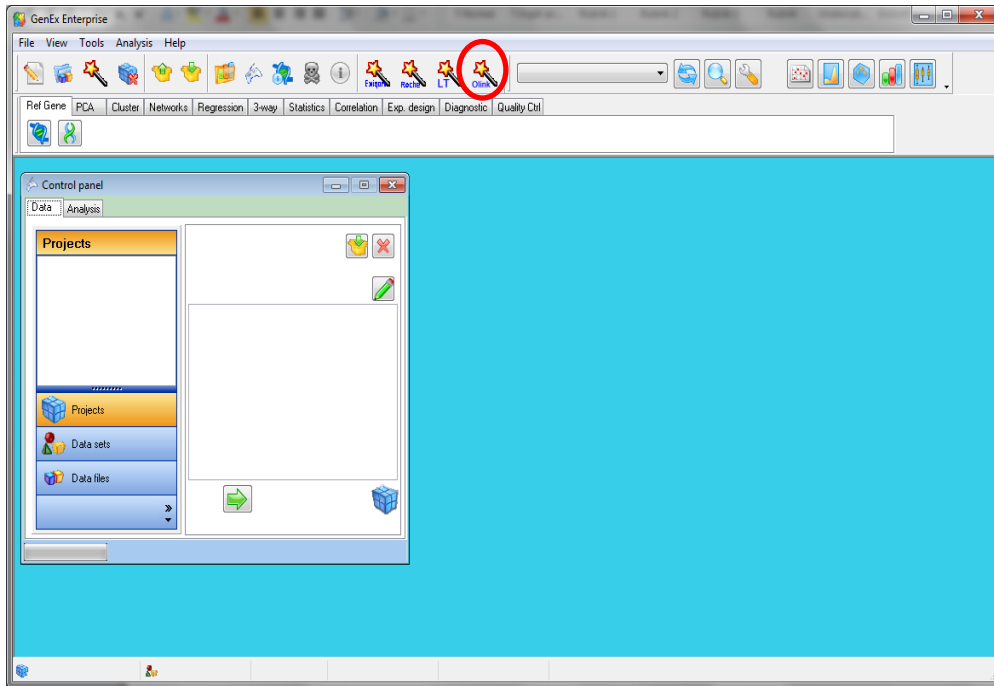 GenEx Enterprise
File View Tools Analysis Help
Exiqon Roche LT Olink
Ref Gene PCA Cluster Networks Regression 3-way Statistics Correlation Exp. design Diagnostic Quality Ctrl
Control panel
Data Analysis
Projects
Projects
Data sets
Data files